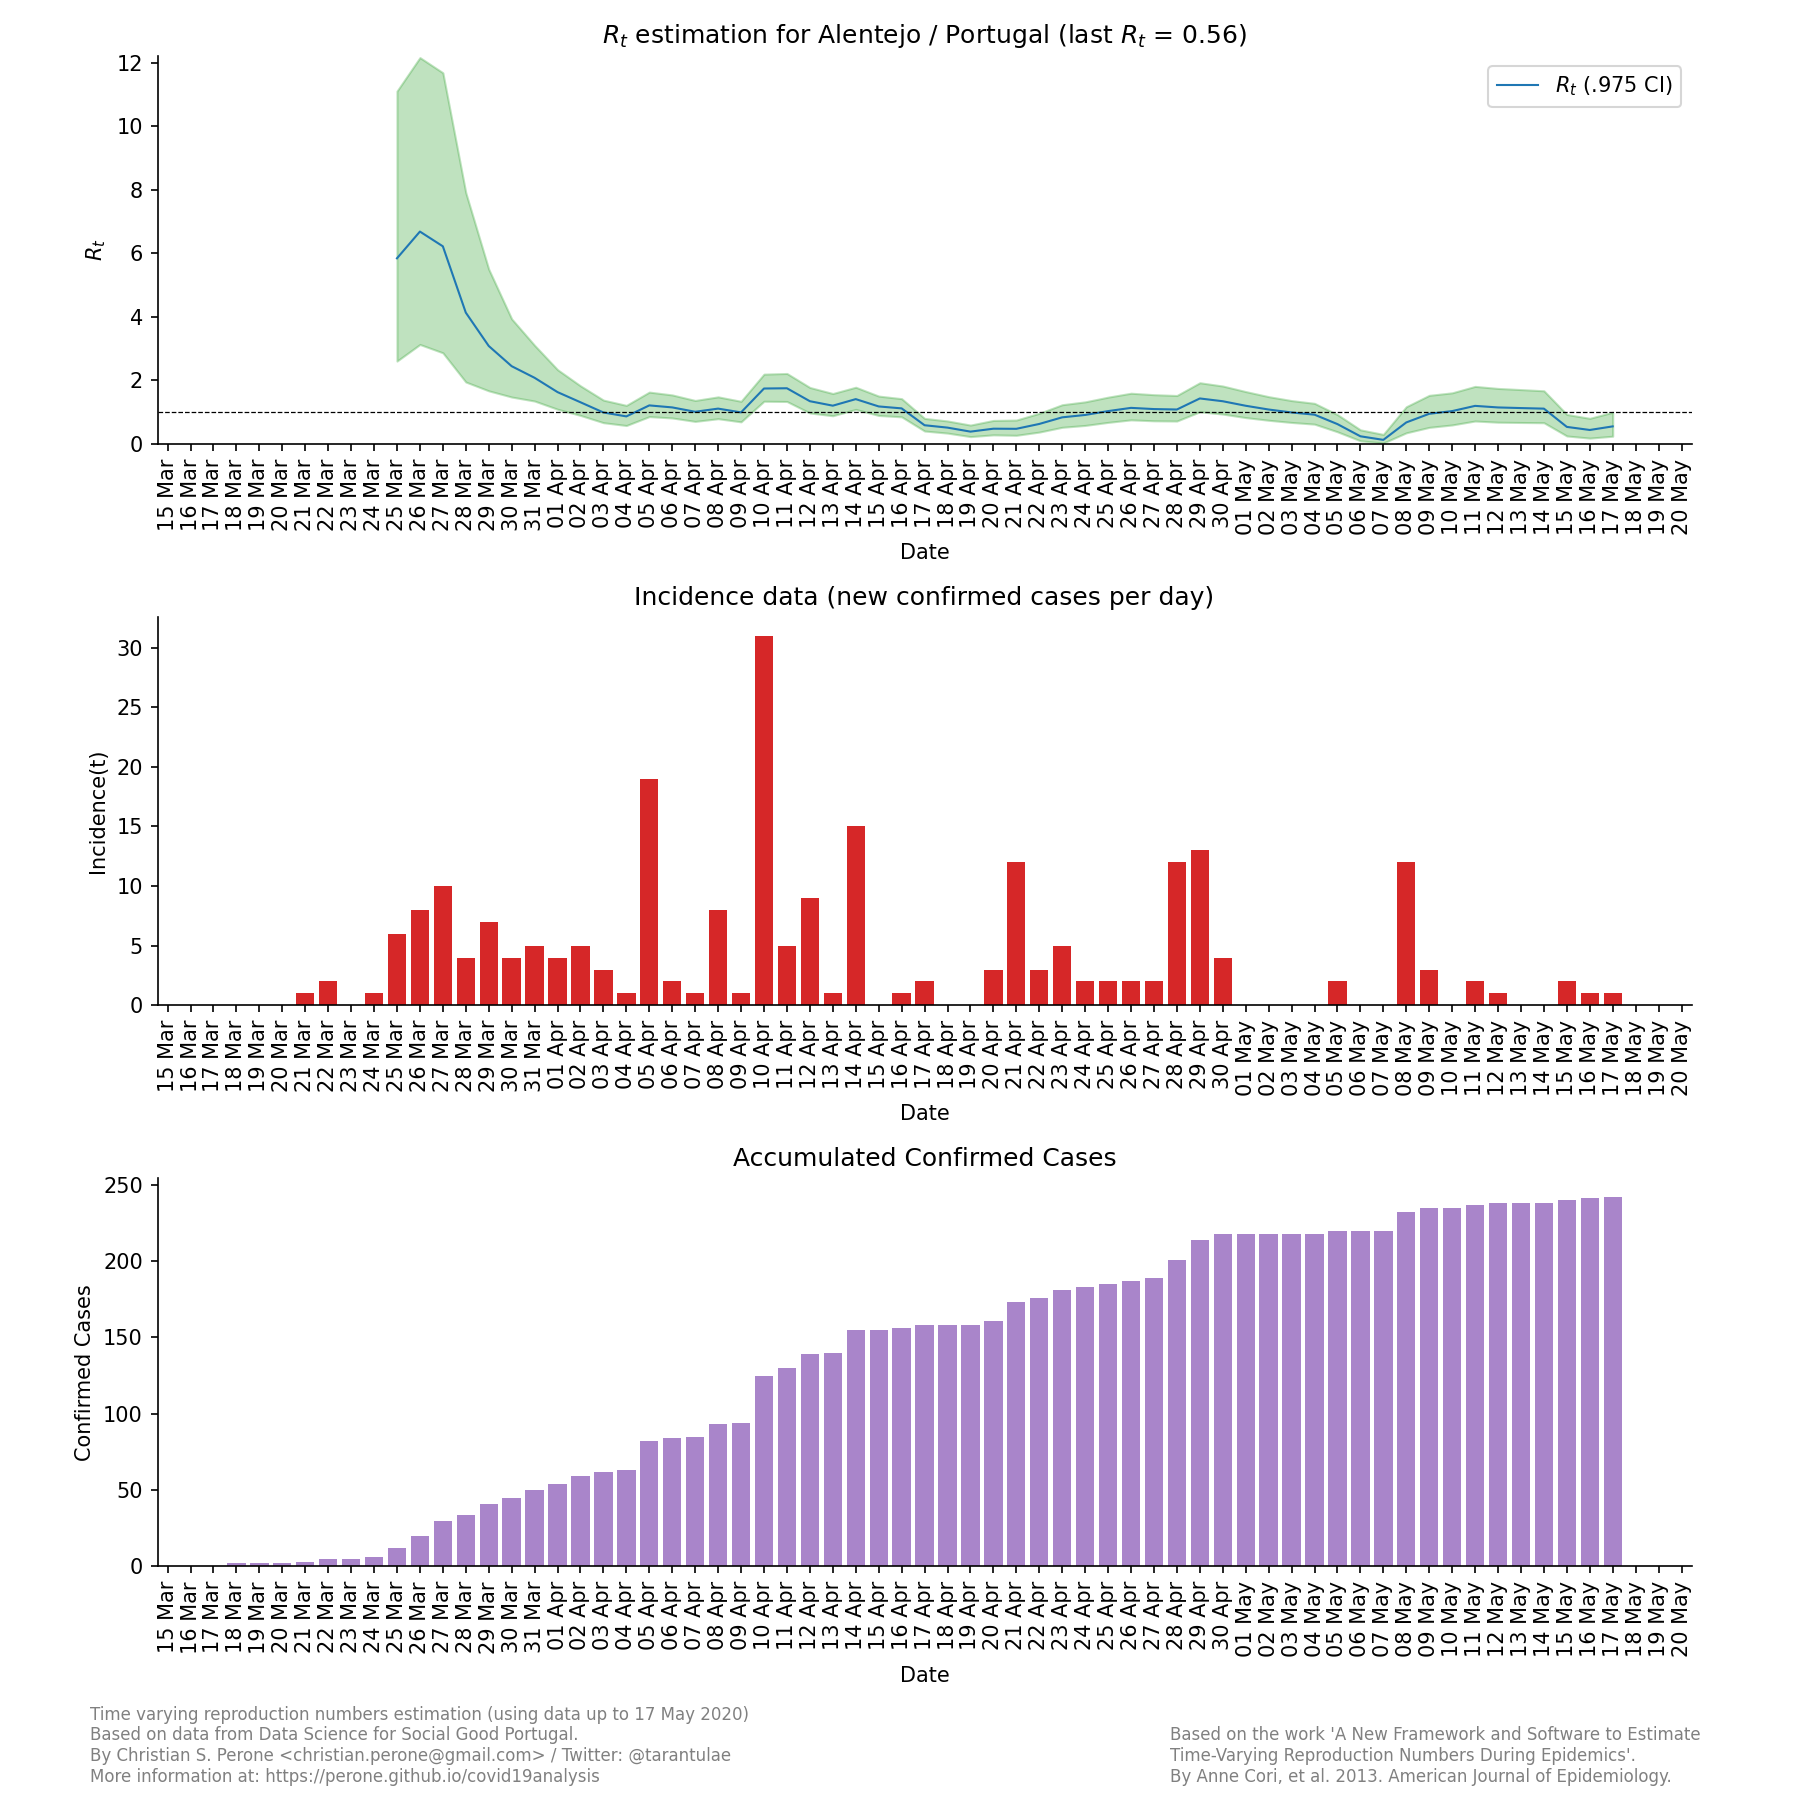 R_t estimation for Alentejo / Portugal (last R_t = 0.56)
R_t (.975 CI)
R_t
12
10
8
6
4
2
0
15 Mar 16 Mar 17 Mar 18 Mar 19 Mar 20 Mar 21 Mar 22 Mar 23 Mar 24 Mar 25 Mar 26 Mar 27 Mar 28 Mar 29 Mar 30 Mar 31 Mar 01 Apr 02 Apr 03 Apr 04 Apr 05 Apr 06 Apr 07 Apr 08 Apr 09 Apr 10 Apr 11 Apr 12 Apr 13 Apr 14 Apr 15 Apr 16 Apr 17 Apr 18 Apr 19 Apr 20 Apr 21 Apr 22 Apr 23 Apr 24 Apr 25 Apr 26 Apr 27 Apr 28 Apr 29 Apr 30 Apr 01 May 02 May 03 May 04 May 05 May 06 May 07 May 08 May 09 May 10 May 11 May 12 May 13 May 14 May 15 May 16 May 17 May 18 May 19 May 20 May
Date
Incidence data (new confirmed cases per day)
Incidence(t)
30
25
20
15
10
5
0
15 Mar 16 Mar 17 Mar 18 Mar 19 Mar 20 Mar 21 Mar 22 Mar 23 Mar 24 Mar 25 Mar 26 Mar 27 Mar 28 Mar 29 Mar 30 Mar 31 Mar 01 Apr 02 Apr 03 Apr 04 Apr 05 Apr 06 Apr 07 Apr 08 Apr 09 Apr 10 Apr 11 Apr 12 Apr 13 Apr 14 Apr 15 Apr 16 Apr 17 Apr 18 Apr 19 Apr 20 Apr 21 Apr 22 Apr 23 Apr 24 Apr 25 Apr 26 Apr 27 Apr 28 Apr 29 Apr 30 Apr 01 May 02 May 03 May 04 May 05 May 06 May 07 May 08 May 09 May 10 May 11 May 12 May 13 May 14 May 15 May 16 May 17 May 18 May 19 May 20 May
Date
Accumulated Confirmed Cases
Confirmed Cases
250
200
150
100
50
0
15 Mar 16 Mar 17 Mar 18 Mar 19 Mar 20 Mar 21 Mar 22 Mar 23 Mar 24 Mar 25 Mar 26 Mar 27 Mar 28 Mar 29 Mar 30 Mar 31 Mar 01 Apr 02 Apr 03 Apr 04 Apr 05 Apr 06 Apr 07 Apr 08 Apr 09 Apr 10 Apr 11 Apr 12 Apr 13 Apr 14 Apr 15 Apr 16 Apr 17 Apr 18 Apr 19 Apr 20 Apr 21 Apr 22 Apr 23 Apr 24 Apr 25 Apr 26 Apr 27 Apr 28 Apr 29 Apr 30 Apr 01 May 02 May 03 May 04 May 05 May 06 May 07 May 08 May 09 May 10 May 11 May 12 May 13 May 14 May 15 May 16 May 17 May 18 May 19 May 20 May
Date
Time varying reproduction numbers estimation (using data up to 17 May 2020)
Based on data from Data Science for Social Good Portugal.
By Christian S. Perone <christian.perone@gmail.com> / Twitter: @tarantulae
More information at: https://perone.github.io/covid19analysis
Based on the work 'A New Framework and Software to Estimate
Time-Varying Reproduction Numbers During Epidemics'.
By Anne Cori, et al. 2013. American Journal of Epidemiology.